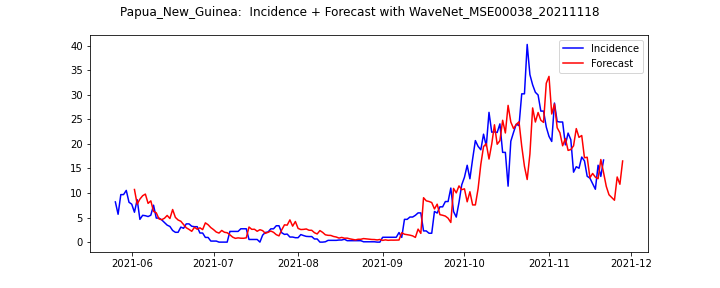 Papua_New_Guinea:  Incidence + Forecast with WaveNet_MSE00038_20211118
Incidence
Forecast
40
35
30
25
20
15
10
5
0
2021-06 2021-07 2021-08 2021-09 2021-10 2021-11 2021-12